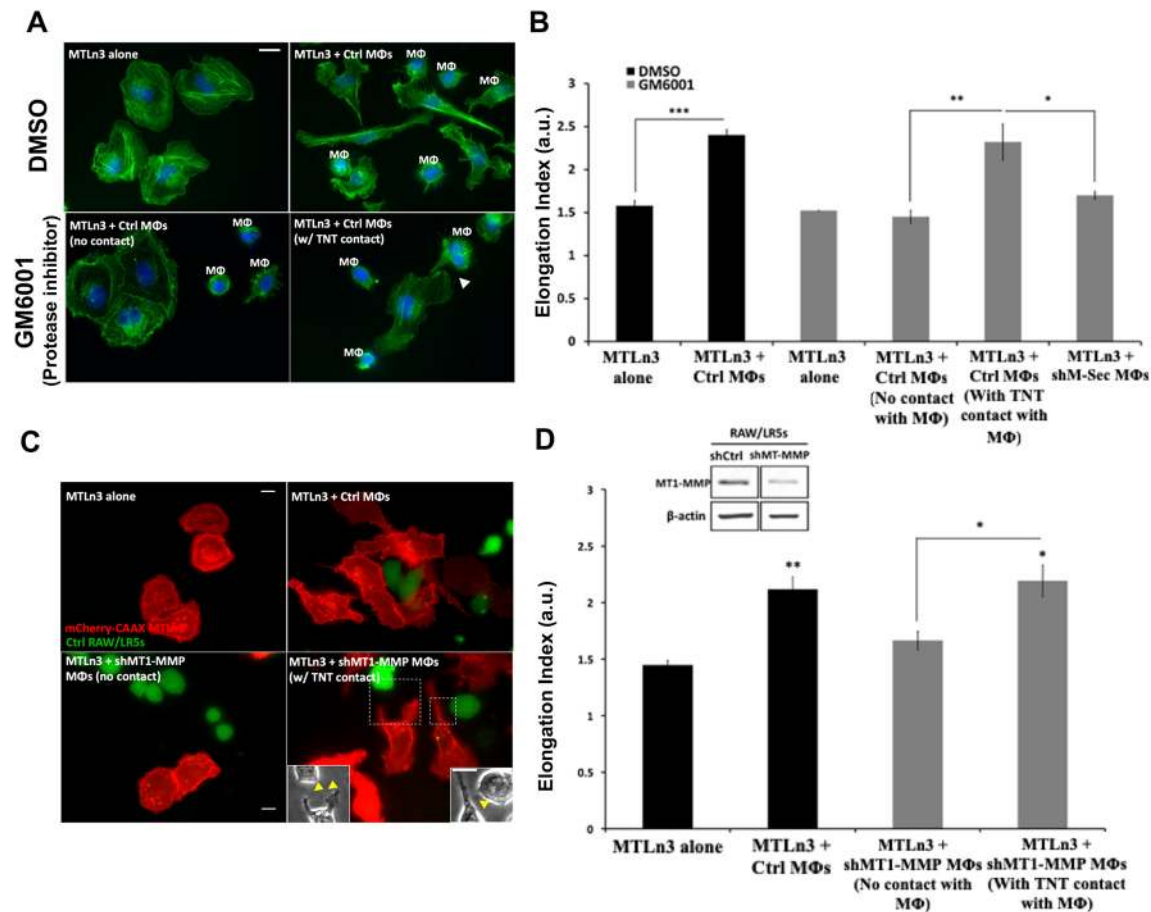 A
DMSO
GM6001
(Protease inhibitor)
MTLn3 alone
MTLn3 + Ctrl MΦs
MΦ
MΦ
MΦ
MΦ
MΦ
MΦ
MΦ
MTLn3 + Ctrl MΦs
(no contact)
MΦ
MΦ
MΦ
MTLn3 + Ctrl MΦs
(w/ TNT contact)
MΦ
MΦ
MΦ
B
DMSO
GM6001
Elongation Index (a.u.)
3
2.5
2
1.5
1
0.5
0
***
**
*
MTLn3
alone
MTLn3 +
Ctrl MΦs
MTLn3
alone
MTLn3 +
Ctrl MΦs
(No contact
with MΦ)
MTLn3 +
Ctrl MΦs
(With TNT
contact with
MΦ)
MTLn3 +
shM-Sec MΦs
C
MTLn3 alone
mCherry-CAAX
Ctrl RAW/LR5s
MTLn3 + Ctrl MΦs
MTLn3 + shMT1-MMP
MΦs (no contact)
MTLn3 + shMT1-MMP MΦs
(w/ TNT contact)
D
RAW/LR5s
shCtrl shMT-MMP
MT1-MMP
β-actin
Elongation Index (a.u.)
3
2.5
2
1.5
1
0.5
0
**
*
*
MTLn3 alone
MTLn3 +
Ctrl MΦs
MTLn3 +
shMT1-MMP MΦs
(No contact with
MΦ)
MTLn3 +
shMT1-MMP MΦs
(With TNT contact
with MΦ)